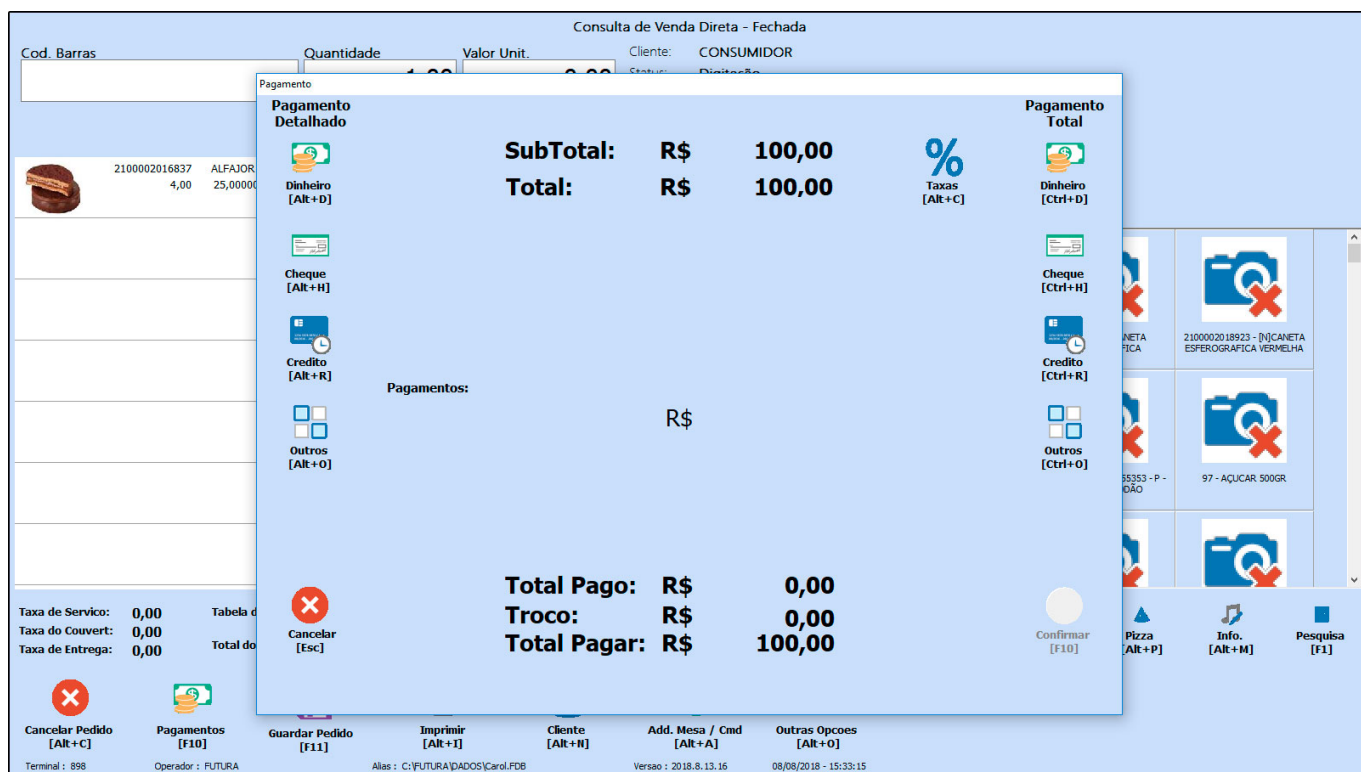 Consulta de Venda Direta - Fechada
Cod. Barras
Quantidade
Valor Unit.
Cliente: CONSUMIDOR
Pagamento
Pagamento
Detalhado
Pagamento
Total
SubTotal: R$ 100,00
Total: R$ 100,00
Dinheiro
[Alt+D]
Taxas
[Alt+C]
Dinheiro
[Ctrl+D]
2100002016837 ALFAJOR
4,00 25,00000
Cheque
[Alt+H]
Cheque
[Ctrl+H]
Credito
[Alt+R]
Credito
[Ctrl+R]
Pagamentos:
R$
Outros
[Alt+O]
Outros
[Ctrl+O]
2100002018923 - [N]CANETA
ESFEROGRAFICA VERMELHA
97 - AÇUCAR 500GR
Total Pago: R$ 0,00
Troco: R$ 0,00
Total Pagar: R$ 100,00
Cancelar
[Esc]
Confirmar
[F10]
Taxa de Servico: 0,00
Taxa do Couvert: 0,00
Taxa de Entrega: 0,00
Tabela d
Total do
Pizza
[Alt+P]
Info.
[Alt+M]
Pesquisa
[F1]
Cancelar Pedido
[Alt+C]
Pagamentos
[F10]
Guardar Pedido
[F11]
Imprimir
[Alt+I]
Cliente
[Alt+N]
Add. Mesa / Cmd
[Alt+A]
Outras Opcoes
[Alt+O]
Terminal : 898
Operador : FUTURA
Alias : C:\FUTURA\DADOS\Carol.FDB
Versao : 2018.8.13.16
08/08/2018 - 15:33:15